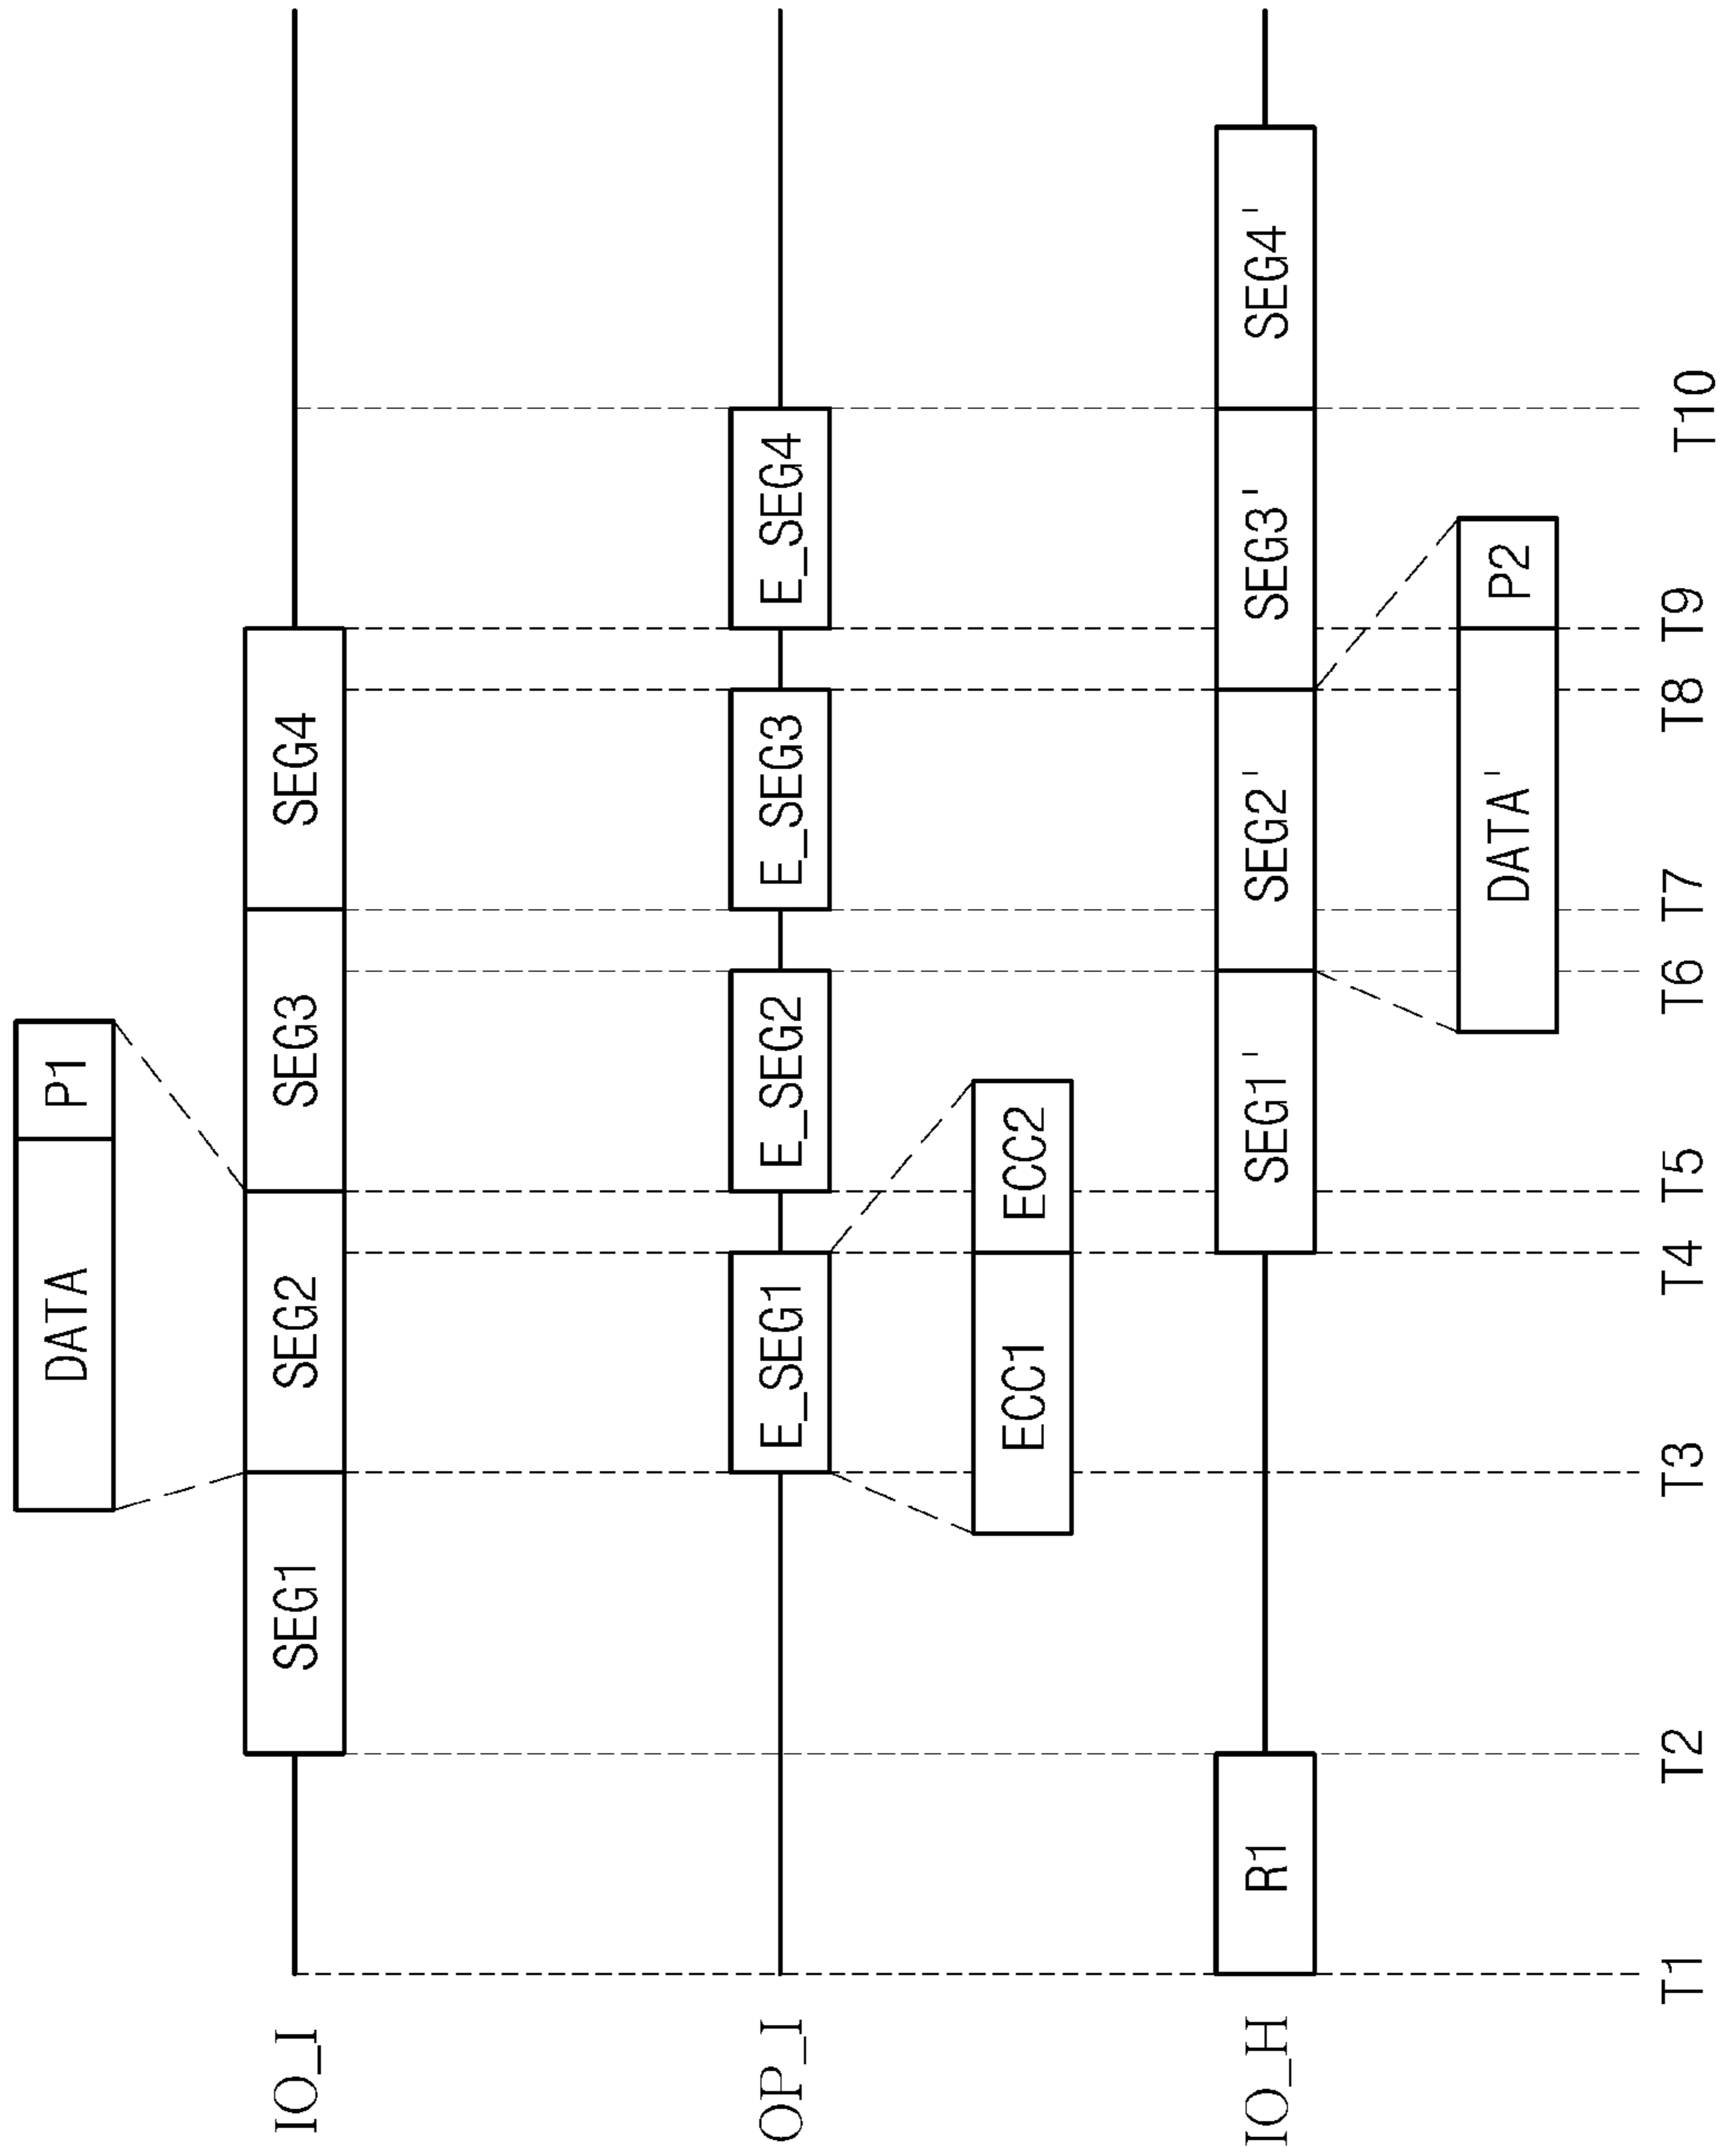 DATA P1
IO_I SEG1 SEG2 SEG3 SEG4
OP_I E_SEG1 E_SEG2 E_SEG3 E_SEG4
ECC1 ECC2
IO_H R1 SEG1' SEG2' SEG3' SEG4'
DATA' P2
T1 T2 T3 T4 T5 T6 T7 T8 T9 T10